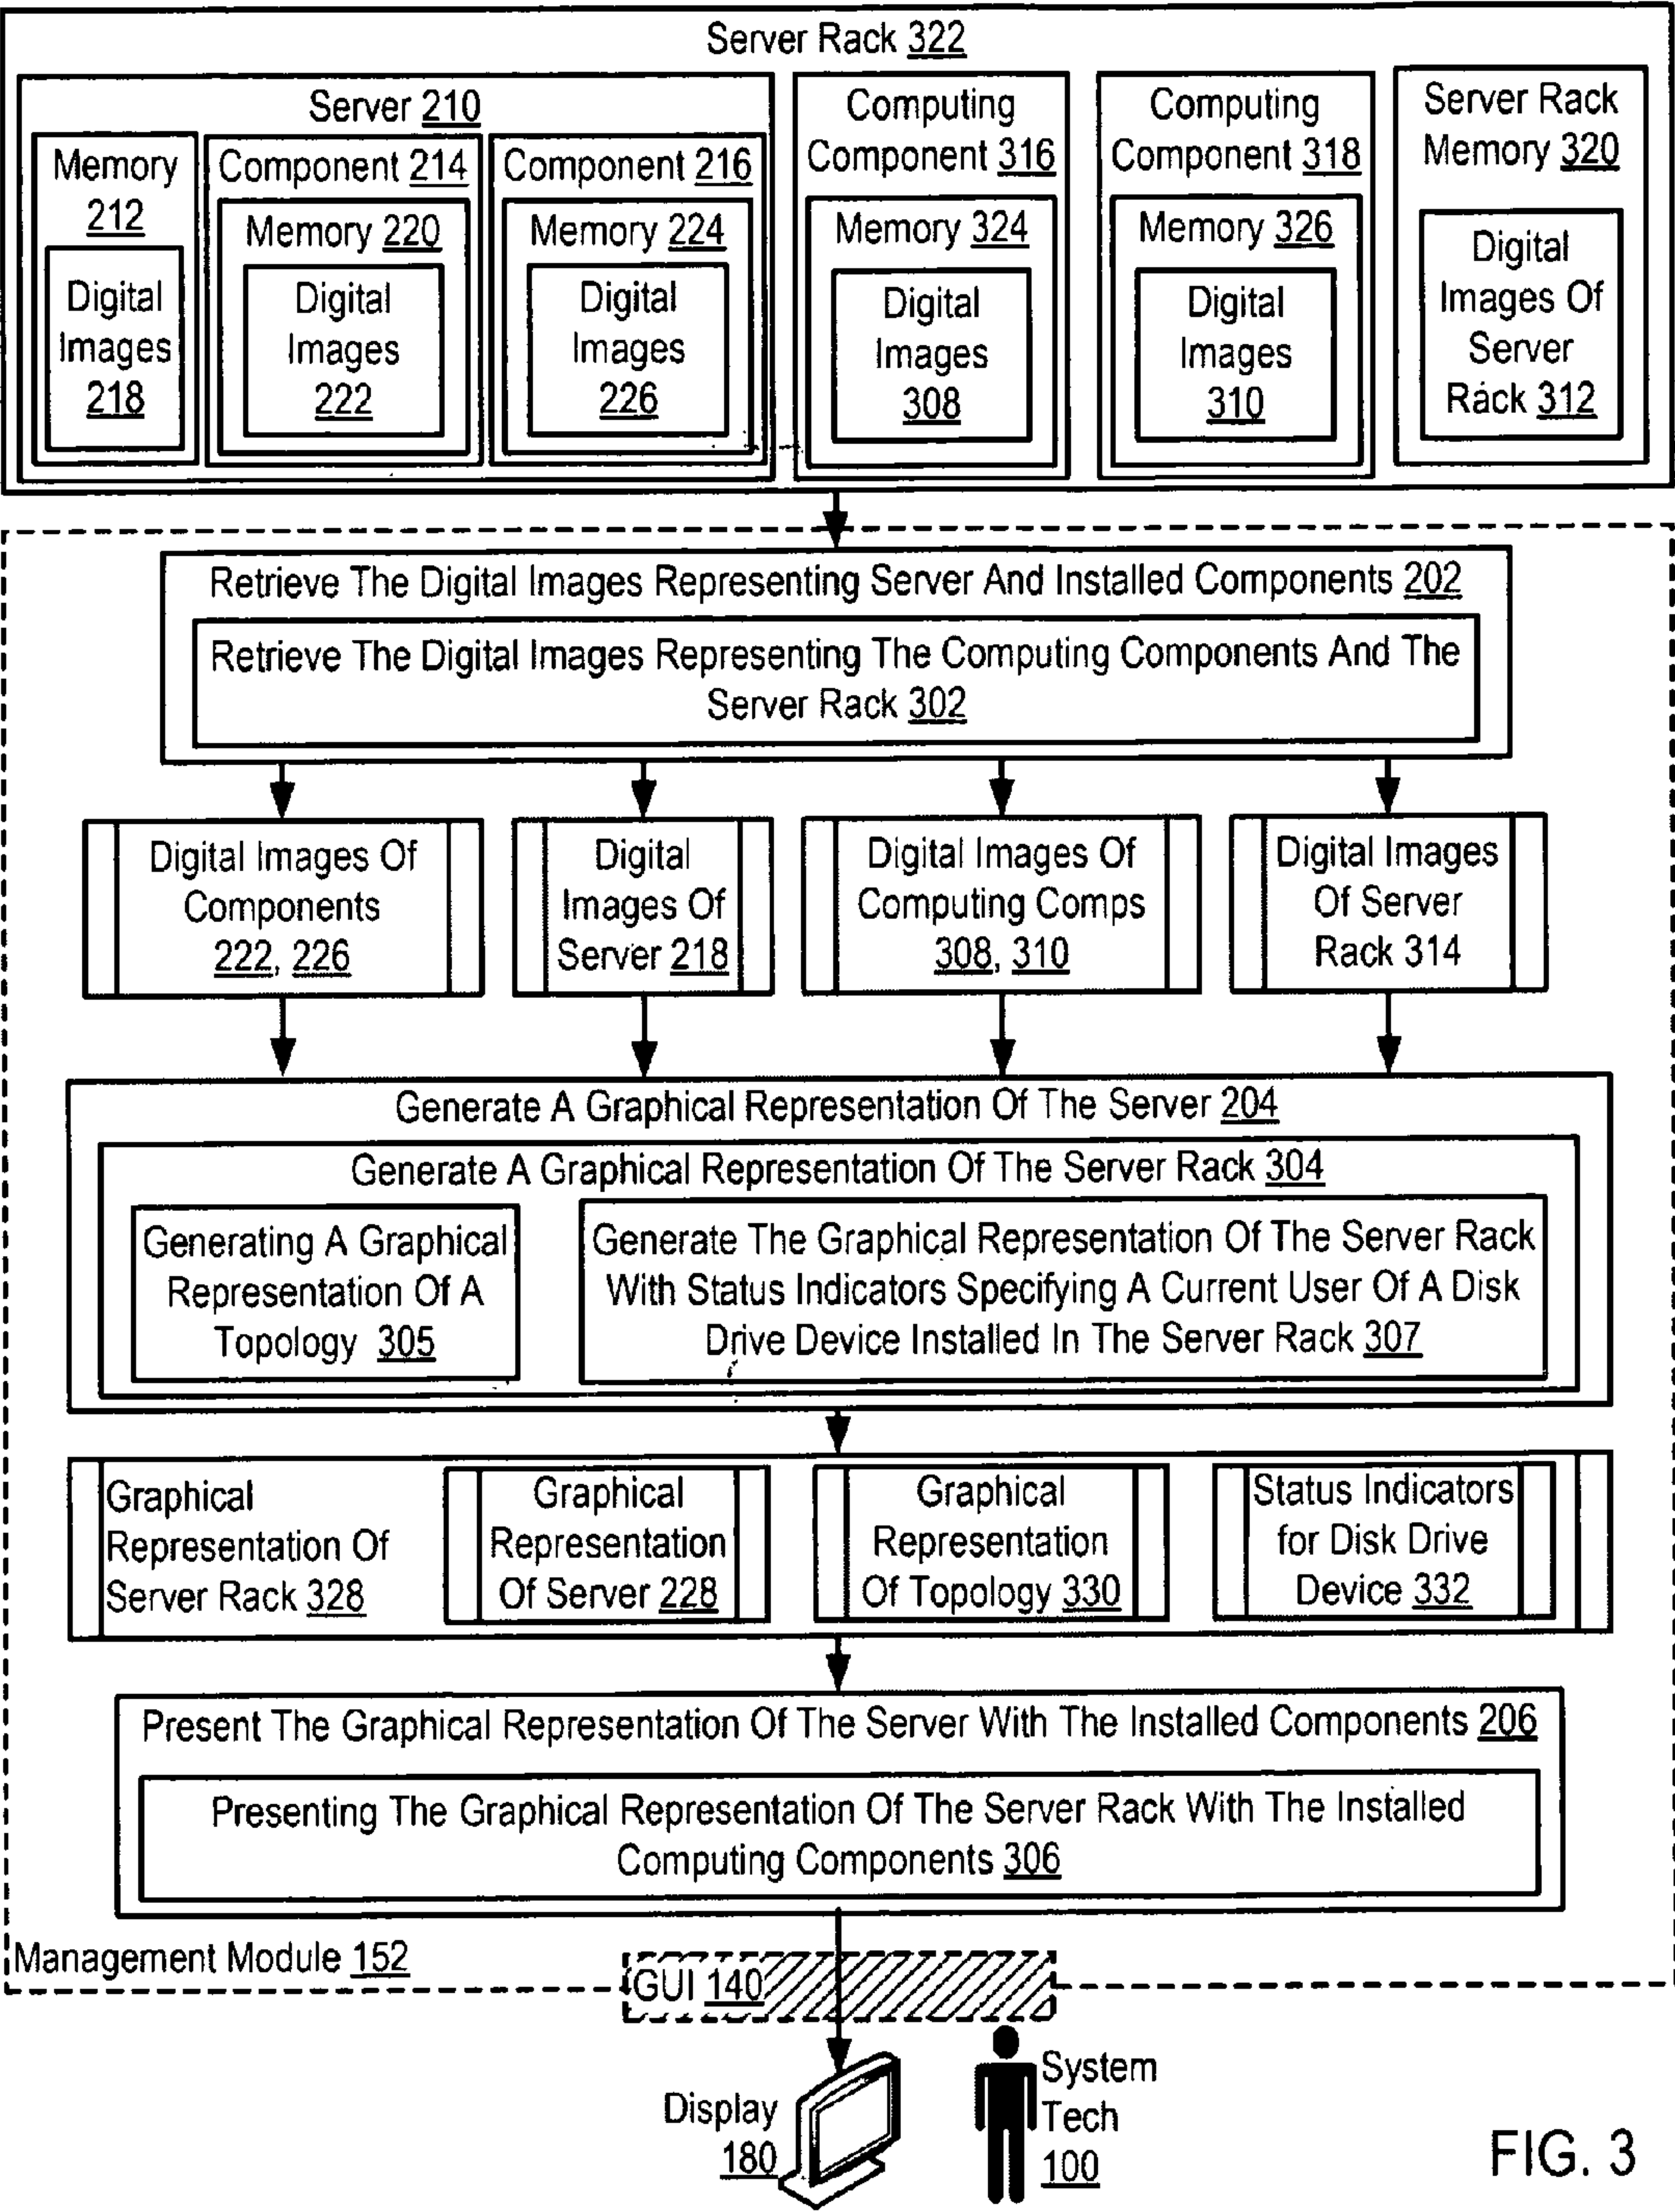 Server Rack 322
Server 210
Memory
212
Digital
Images
218
Component 214
Memory 220
Digital
Images
222
Component 216
Memory 224
Digital
Images
226
Computing
Component 316
Memory 324
Digital
Images
308
Computing
Component 318
Memory 326
Digital
Images
310
Server Rack
Memory 320
Digital
Images Of
Server
Rack 312
Retrieve The Digital Images Representing Server And Installed Components 202
Retrieve The Digital Images Representing The Computing Components And The
Server Rack 302
Digital Images Of
Components
222, 226
Digital
Images Of
Server 218
Digital Images Of
Computing Comps
308, 310
Digital Images
Of Server
Rack 314
Generate A Graphical Representation Of The Server 204
Generate A Graphical Representation Of The Server Rack 304
Generating A Graphical
Representation Of A
Topology 305
Generate The Graphical Representation Of The Server Rack
With Status Indicators Specifying A Current User Of A Disk
Drive Device Installed In The Server Rack 307
Graphical
Representation Of
Server Rack 328
Graphical
Representation
Of Server 228
Graphical
Representation
Of Topology 330
Status Indicators
for Disk Drive
Device 332
Present The Graphical Representation Of The Server With The Installed Components 206
Presenting The Graphical Representation Of The Server Rack With The Installed
Computing Components 306
Management Module 152
GUI 140
Display
180
System
Tech
100
FIG. 3